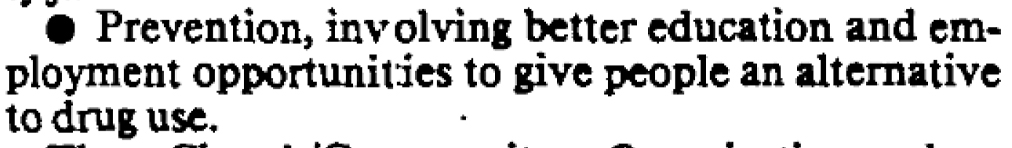 ● Prevention, involving better education and em-
ployment opportunities to give people an alternative
to drug use.